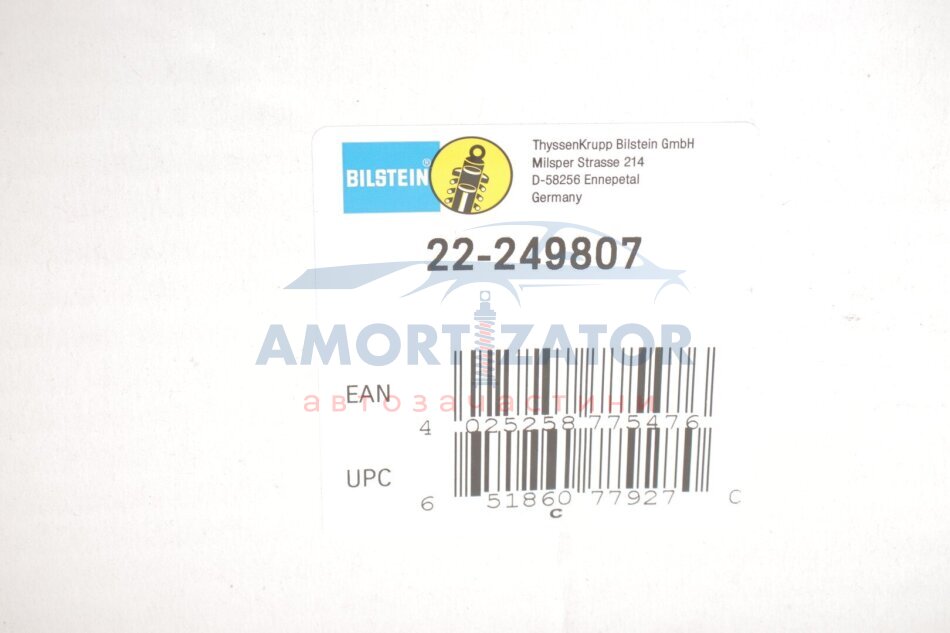 BILSTEIN®
ThyssenKrupp Bilstein GmbH
Milsper Strasse 214
D-58256 Ennepetal
Germany
22-249807
AMORTIZATOR
автозачастини
EAN
4 025258 775476
UPC
6 51860 77927 C
C